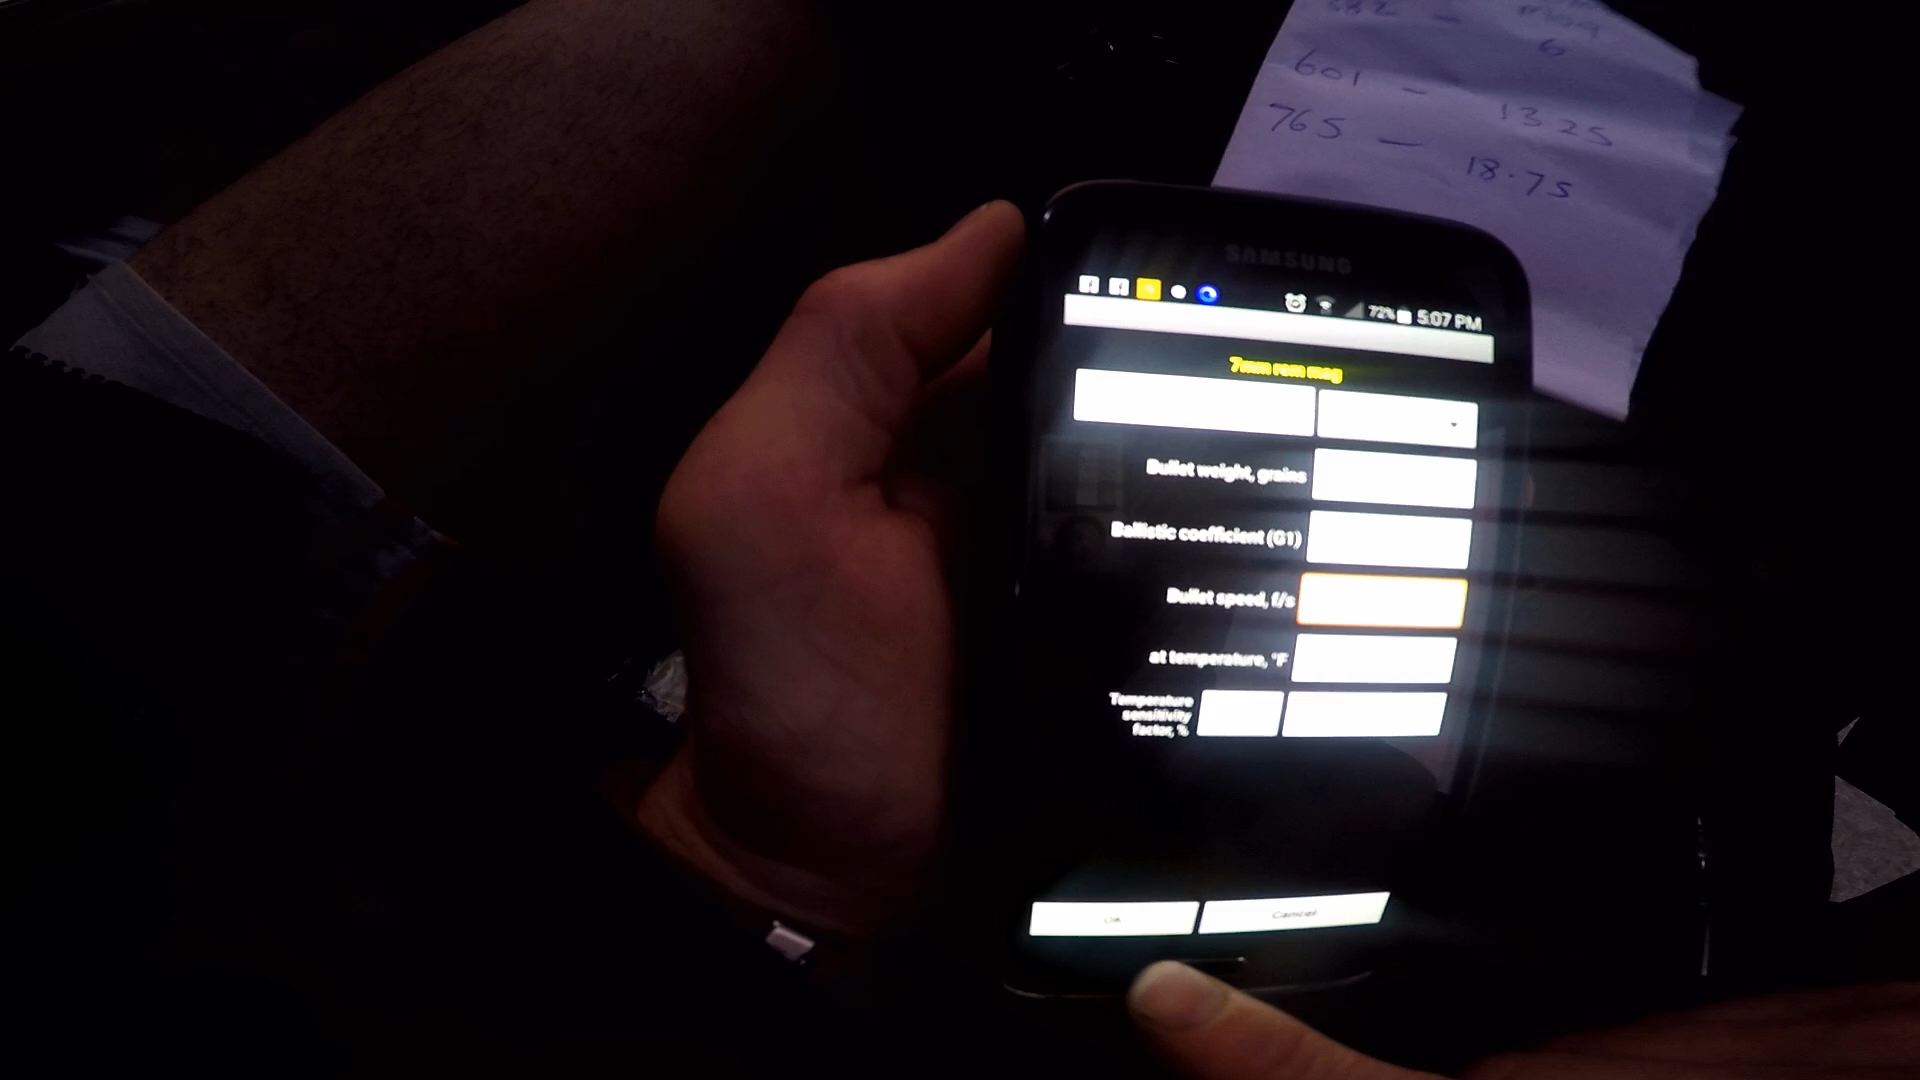 6
601 - 13.25
765 - 18.75
SAMSUNG
72% 5:07 PM
7mm rem mag
Bullet weight, grains
Ballistic coefficient (G1)
Bullet speed, f/s
at temperature, °F
Temperature
sensitivity
factor, %
OK Cancel